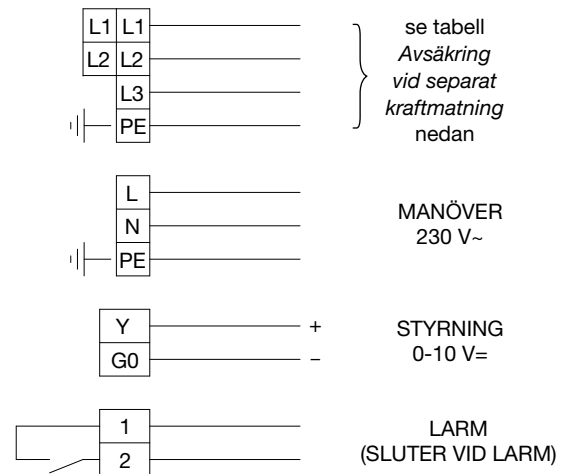 L1 L1
L2 L2
L3
PE
se tabell
Avsäkring
vid separat
kraftmatning
nedan
L
N
PE
MANÖVER
230 V~
Y +
G0 –
STYRNING
0-10 V=
1
2
LARM
(SLUTER VID LARM)